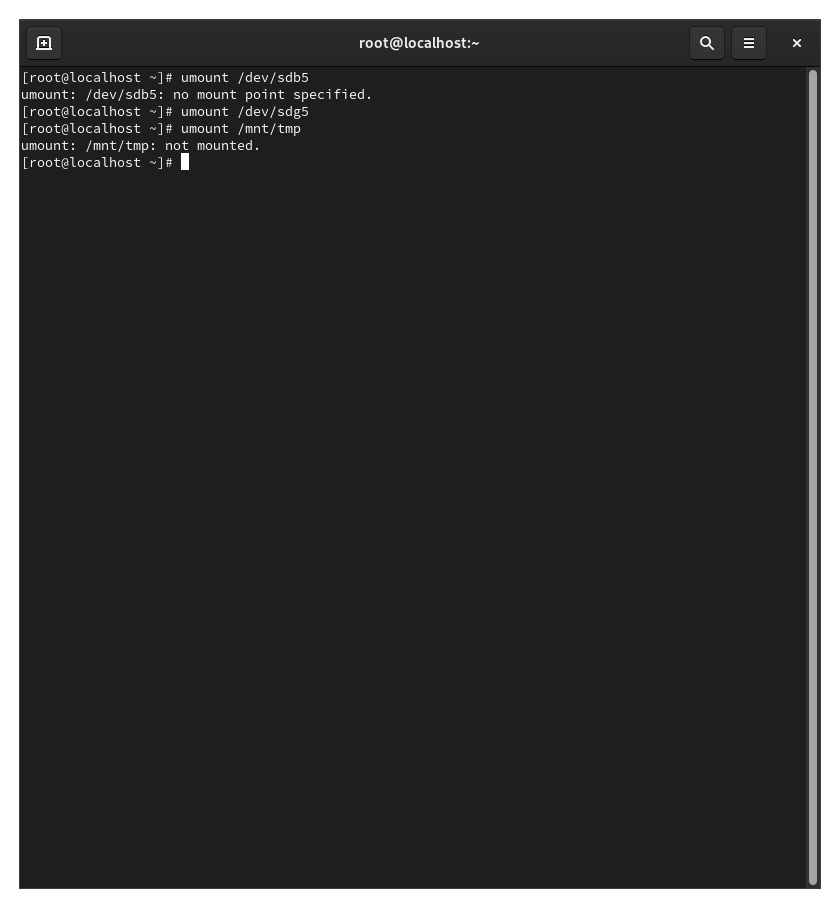 root@localhost:~
[root@localhost ~]# umount /dev/sdb5
umount: /dev/sdb5: no mount point specified.
[root@localhost ~]# umount /dev/sdg5
[root@localhost ~]# umount /mnt/tmp
umount: /mnt/tmp: not mounted.
[root@localhost ~]#